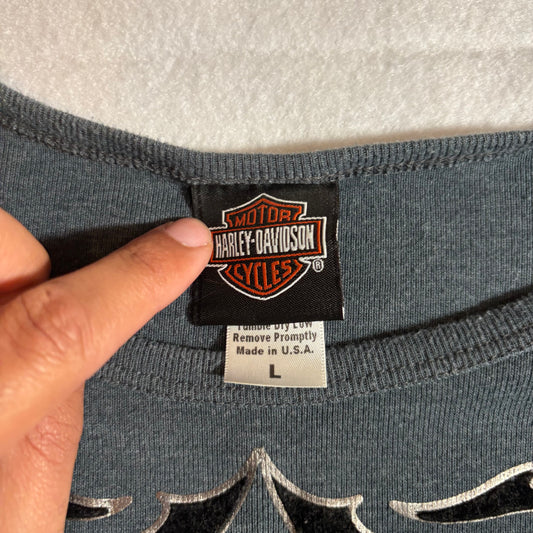 MOTOR
HARLEY-DAVIDSON
CYCLES
®
Tumble Dry Low
Remove Promptly
Made in U.S.A.
L